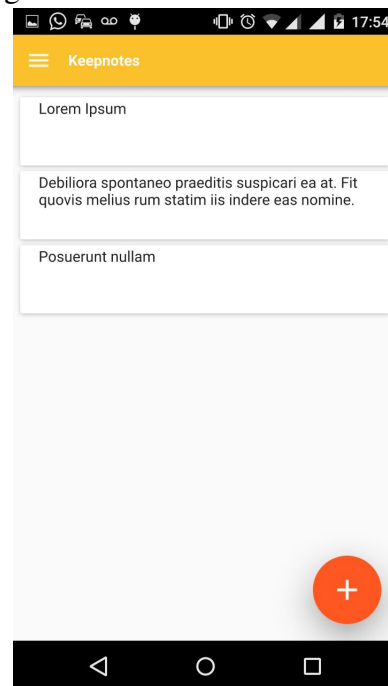 g
17:54
Keepnotes
Lorem Ipsum
Debiliora spontaneo praeditis suspicari ea at. Fit
quovis melius rum statim iis indere eas nomine.
Posuerunt nullam